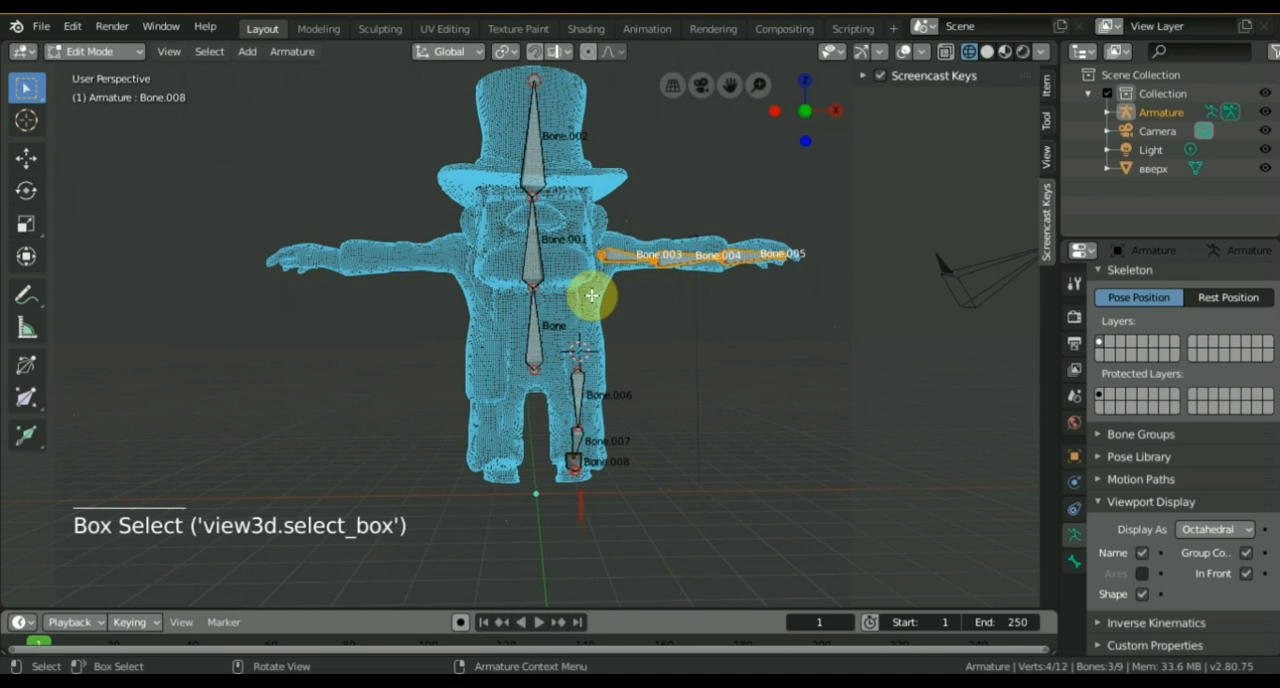 File Edit Render Window Help Layout Modeling Sculpting UV Editing Texture Paint Shading Animation Rendering Compositing Scripting + Scene View Layer
Edit Mode View Select Add Armature Global
User Perspective
(1) Armature : Bone.008
Screencast Keys
Item
Tool
View
Screencast Keys
Z
X
Bone.002
Bone.001
Bone.003
Bone.004
Bone.005
Bone
Bone.006
Bone.007
Bone.008
Box Select ('view3d.select_box')
Scene Collection
Collection
Armature
Camera
Light
вверх
Armature Armature
Skeleton
Pose Position Rest Position
Layers:
Protected Layers:
Bone Groups
Pose Library
Motion Paths
Viewport Display
Display As Octahedral
Name Group Co..
Axes In Front
Shape
Inverse Kinematics
Custom Properties
Playback Keying View Marker 1 Start: 1 End: 250
1
Select Box Select Rotate View Armature Context Menu Armature | Verts:4/12 | Bones:3/9 | Mem: 33.6 MB | v2.80.75